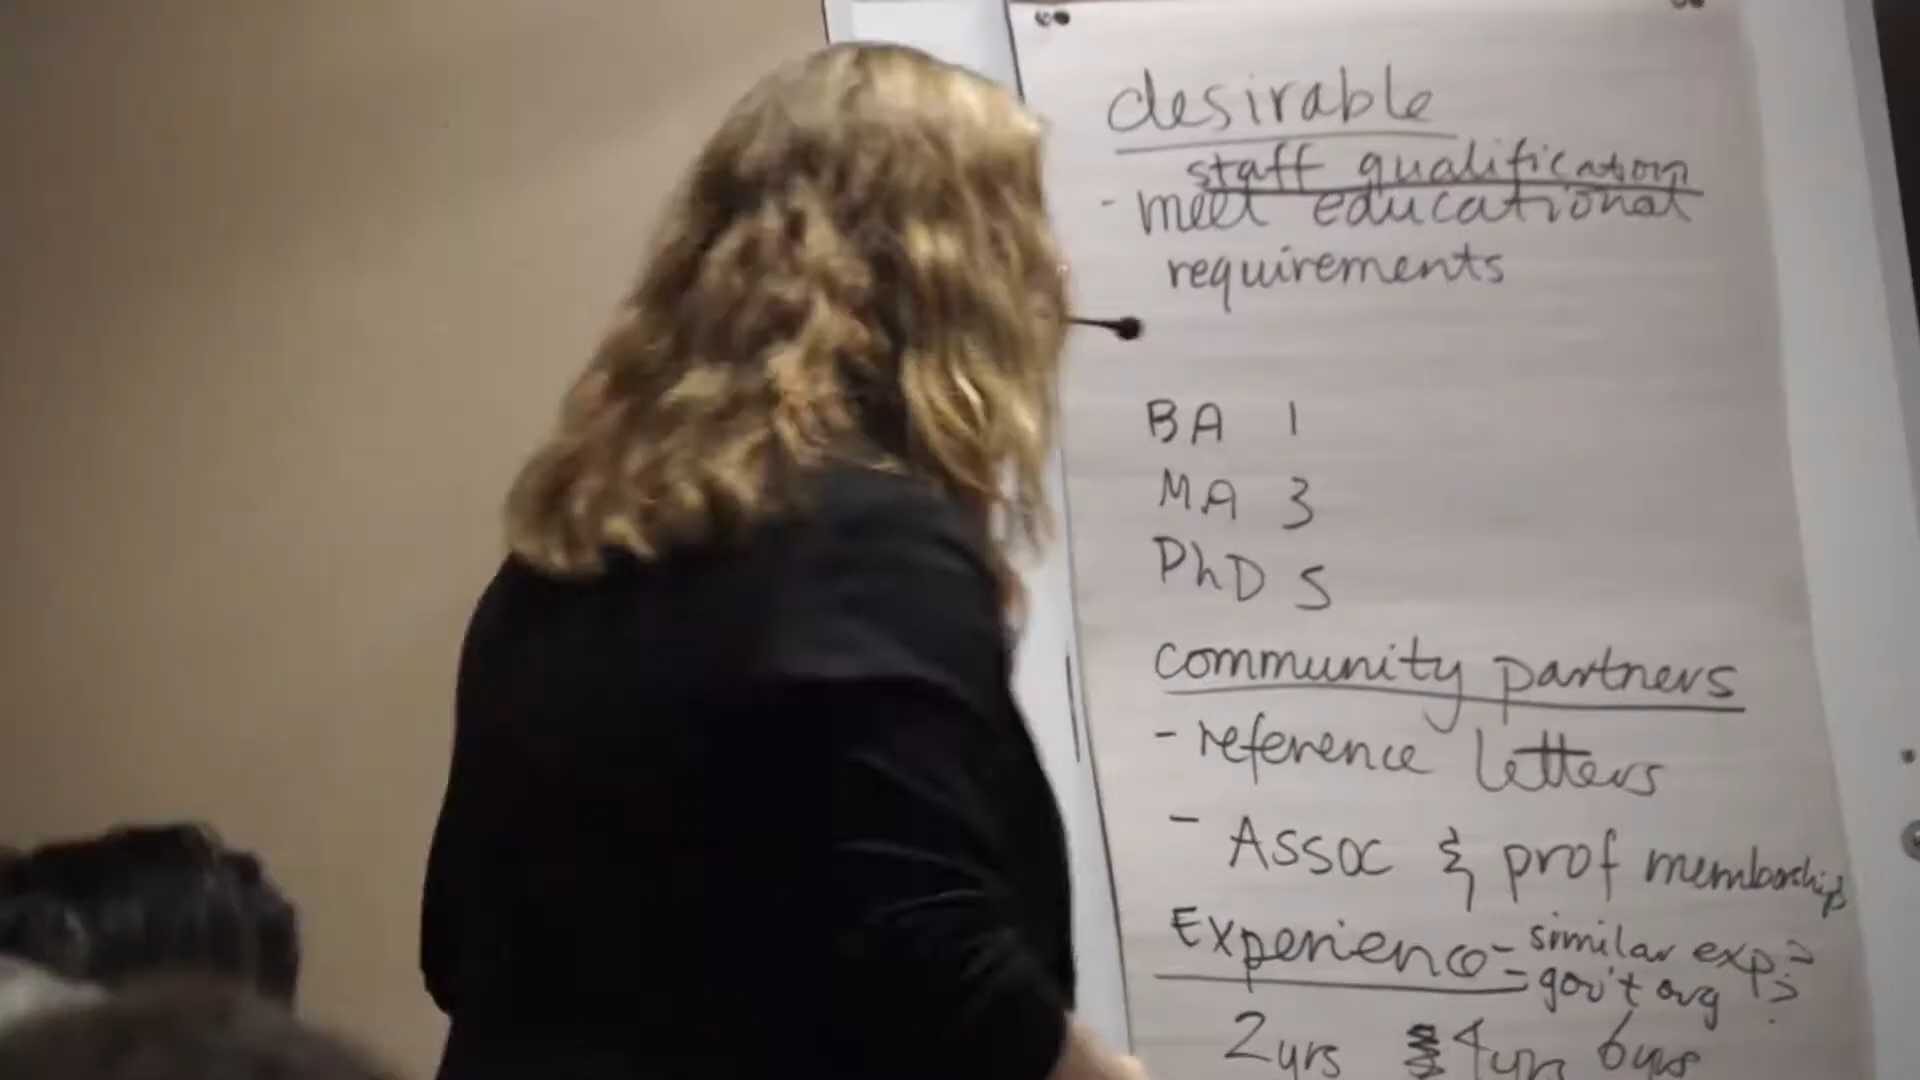 desirable
staff qualification
- meet educational
requirements
BA 1
MA 3
PhD 5
community partners
- reference letters
- Assoc & prof membership
Experience - similar exp?
- gov't org ?
2yrs 4yrs 6yrs